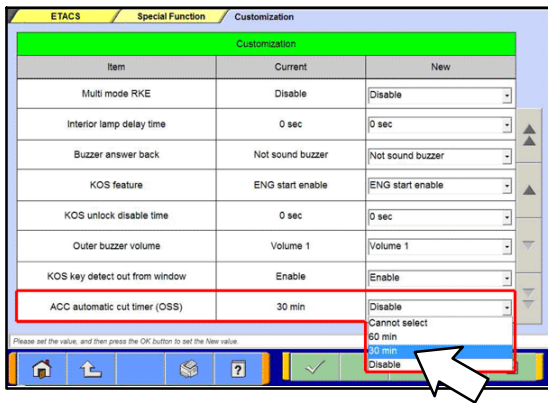 ETACS Special Function Customization
Customization
Item Current New
Multi mode RKE Disable Disable
Interior lamp delay time 0 sec 0 sec
Buzzer answer back Not sound buzzer Not sound buzzer
KOS feature ENG start enable ENG start enable
KOS unlock disable time 0 sec 0 sec
Outer buzzer volume Volume 1 Volume 1
KOS key detect out from window Enable Enable
ACC automatic cut timer (OSS) 30 min Disable
Cannot select
60 min
30 min
Disable
Please set the value, and then press the OK button to set the New value.
?